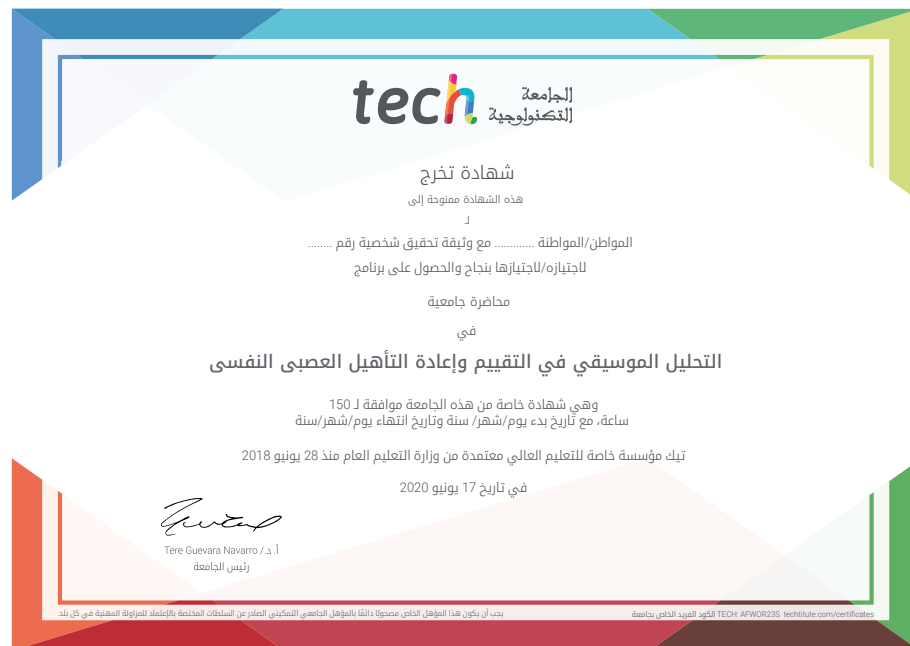 tech الجامعة
التكنولوجية
شهادة تخرج
هذه الشهادة ممنوحة إلى
لـ
المواطن/المواطنة ............ مع وثيقة تحقيق شخصية رقم ........
لاجتيازه/لاجتيازها بنجاح والحصول على برنامج
محاضرة جامعية
في
التحليل الموسيقي في التقييم وإعادة التأهيل العصبى النفسى
وهي شهادة خاصة من هذه الجامعة موافقة لـ 150
ساعة، مع تاريخ بدء يوم/شهر/ سنة وتاريخ انتهاء يوم/شهر/سنة
تيك مؤسسة خاصة للتعليم العالي معتمدة من وزارة التعليم العام منذ 28 يونيو 2018
في تاريخ 17 يونيو 2020
أ. د./ Tere Guevara Navarro
رئيس الجامعة
الكود الفريد الخاص بجامعة TECH: AFWOR23S techtitute.com/certificates
يجب أن يكون هذا المؤهل الخاص مصحوبًا دائمًا بالمؤهل الجامعي التمكيني الصادر عن السلطات المختصة بالإعتماد للمزاولة المهنية في كل بلد.